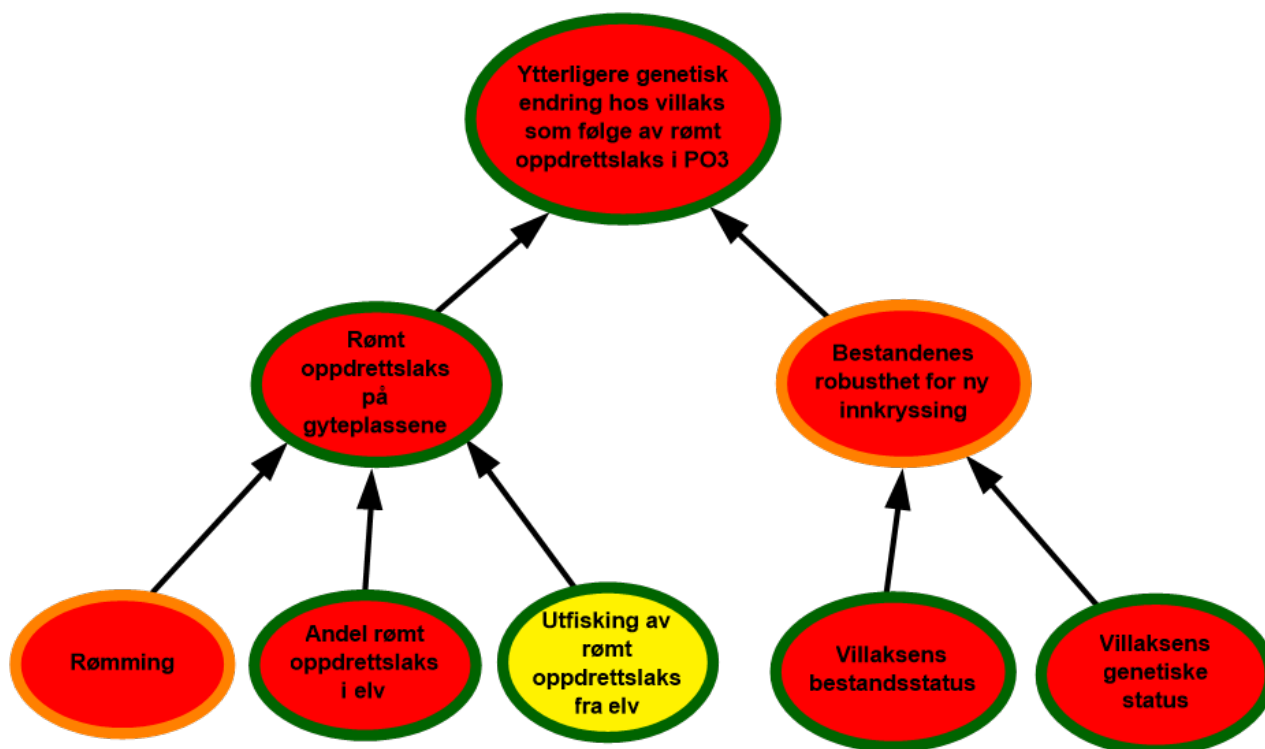 Ytterligere genetisk
endring hos villaks
som følge av rømt
oppdrettslaks i PO3
Rømt
oppdrettslaks
på
gyteplassene
Bestandenes
robusthet for ny
innkryssing
Rømming
Andel rømt
oppdrettslaks
i elv
Utfisking av
rømt
oppdrettslaks
fra elv
Villaksens
bestandsstatus
Villaksens
genetiske
status